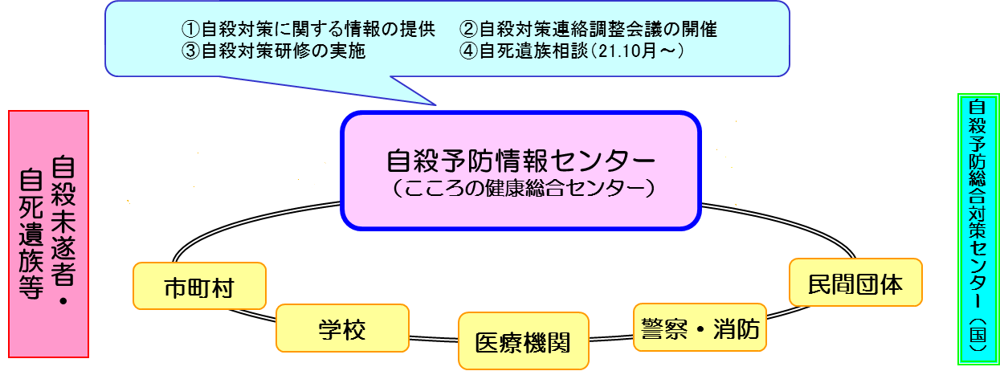 ①自殺対策に関する情報の提供 ②自殺対策連絡調整会議の開催
③自殺対策研修の実施 ④自死遺族相談(21.10月～)
自殺未遂者・
自死遺族等
自殺予防情報センター
(こころの健康総合センター)
自殺予防総合対策センター(国)
市町村
学校
医療機関
警察・消防
民間団体